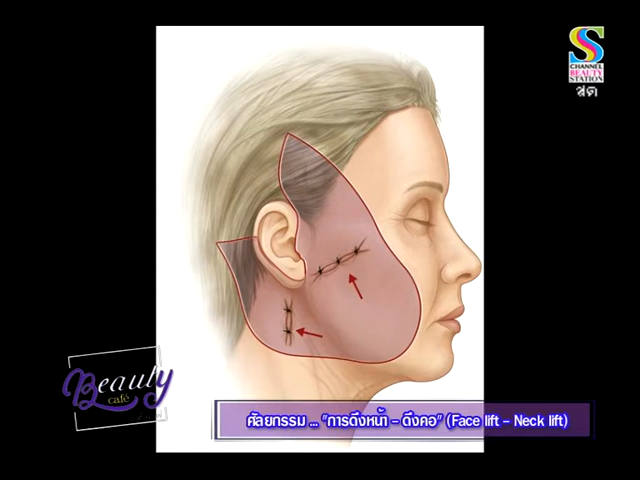 SS
CHANNEL
BEAUTY
STATION
สด
Beauty
café
ศัลยกรรม ... "การดึงหน้า – ดึงคอ" (Face lift – Neck lift)